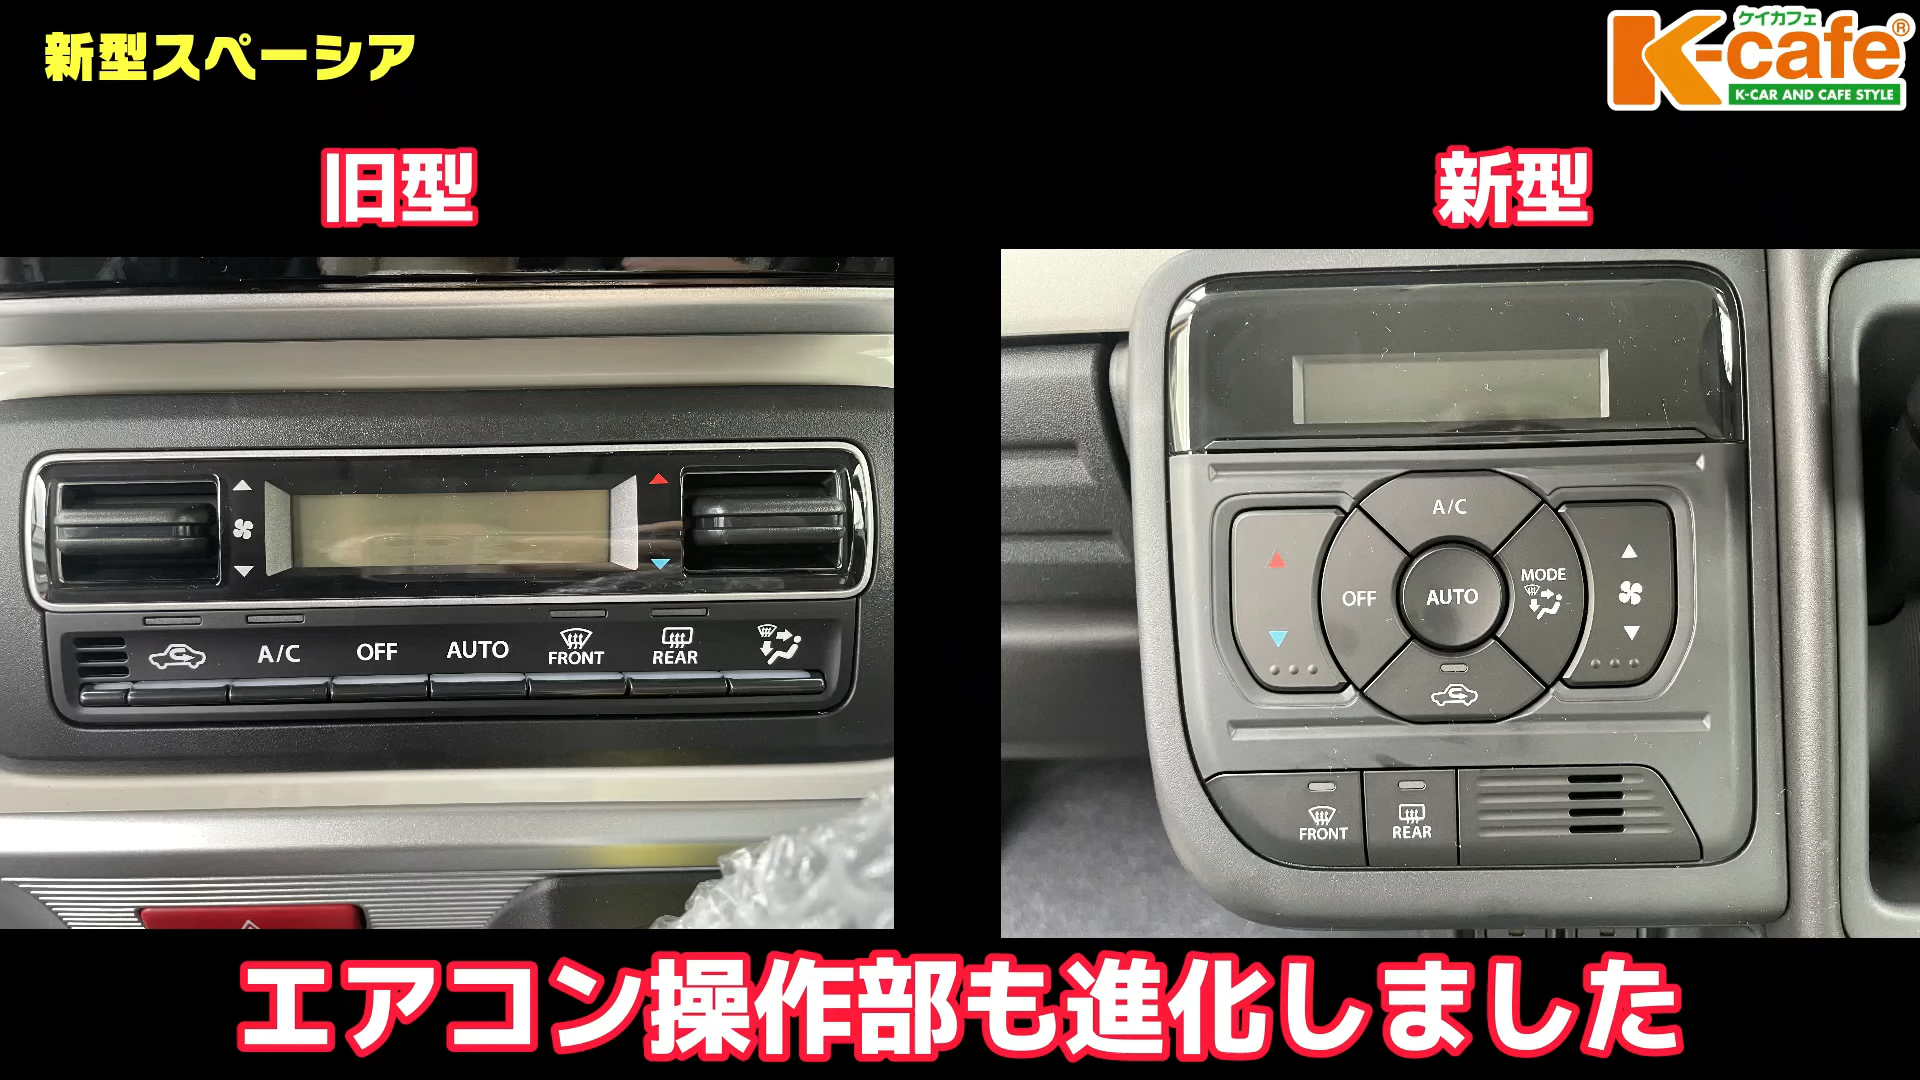 新型スペーシア
ケイカフェ
K-cafe®
K-CAR AND CAFE STYLE
旧型
新型
A/C
OFF
AUTO
FRONT
REAR
A/C
OFF
AUTO
MODE
FRONT
REAR
エアコン操作部も進化しました